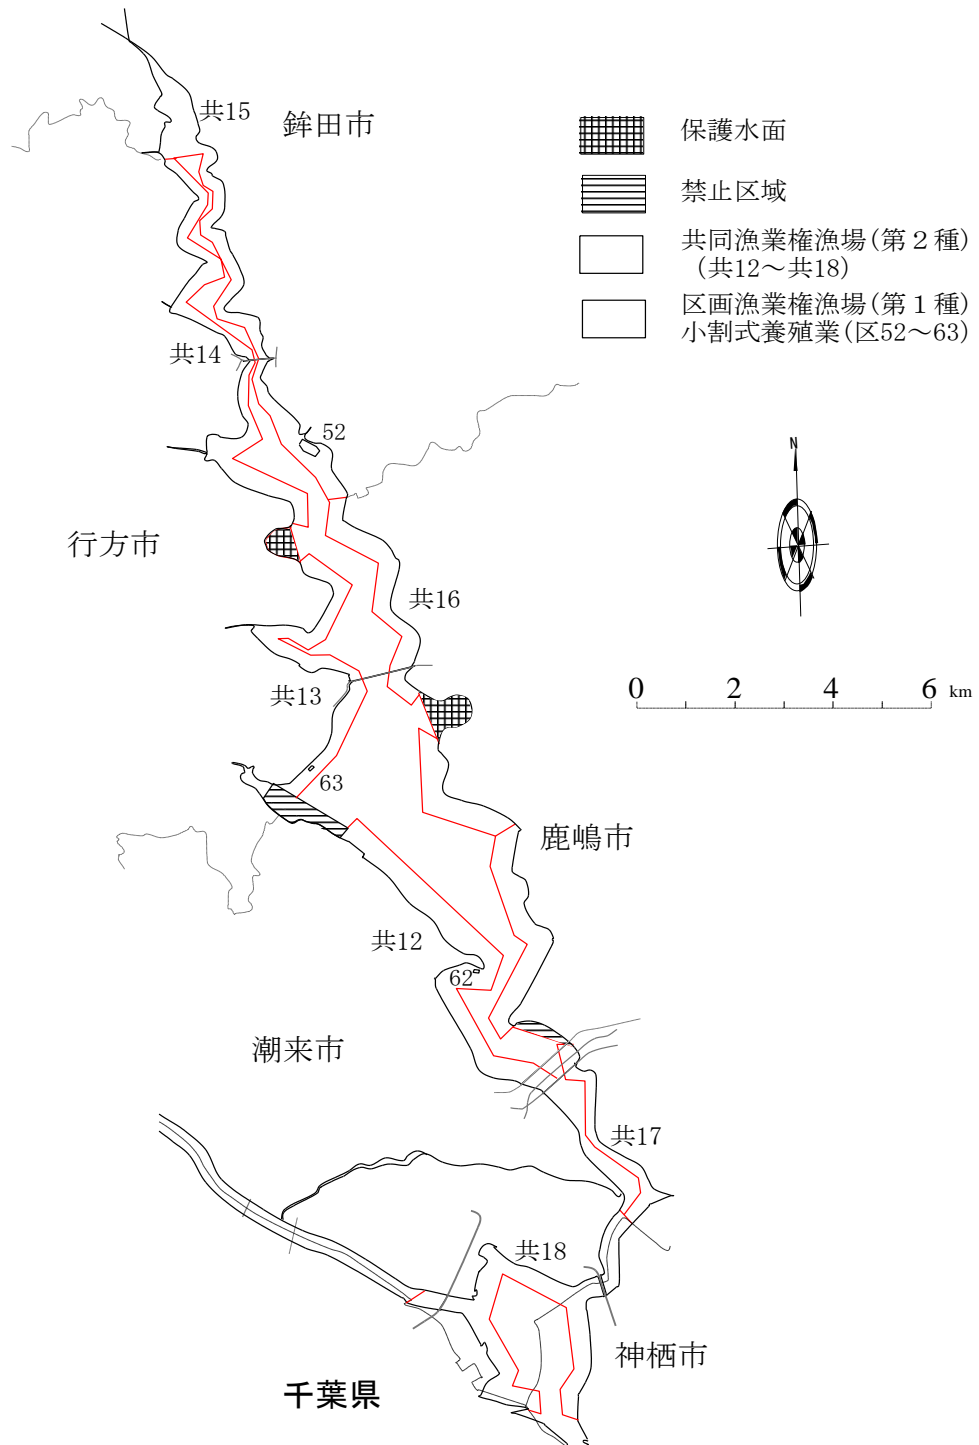 共15
鉾田市
保護水面
禁止区域
共同漁業権漁場(第２種)
(共12～共18)
区画漁業権漁場(第１種)
小割式養殖業(区52～63)
共14
52
N
行方市
共16
共13
0 2 4 6 km
63
鹿嶋市
共12
62
潮来市
共17
共18
神栖市
千葉県